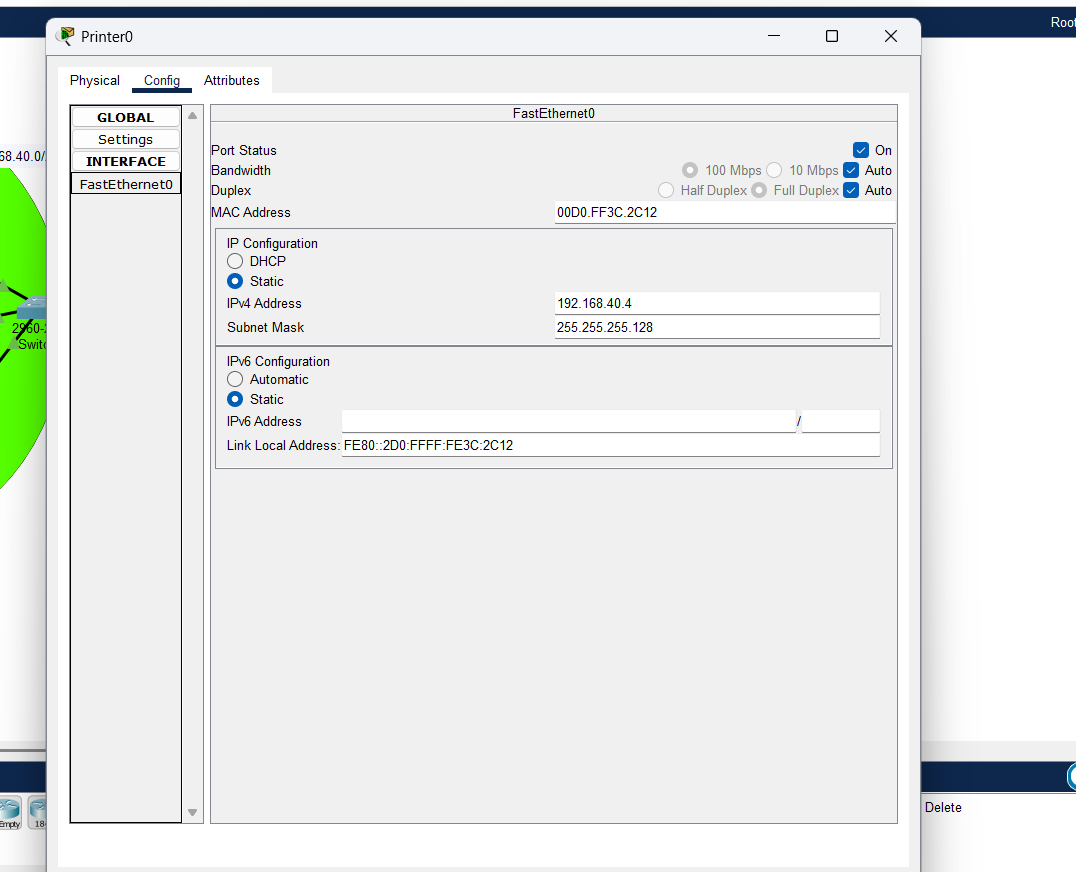 Root
Printer0
Physical Config Attributes
GLOBAL
Settings
INTERFACE
FastEthernet0
FastEthernet0
Port Status On
Bandwidth 100 Mbps 10 Mbps Auto
Duplex Half Duplex Full Duplex Auto
MAC Address 00D0.FF3C.2C12
IP Configuration
DHCP
Static
IPv4 Address 192.168.40.4
Subnet Mask 255.255.255.128
IPv6 Configuration
Automatic
Static
IPv6 Address /
Link Local Address: FE80::2D0:FFFF:FE3C:2C12
68.40.0/
2960-
Switc
Empty
18
Delete